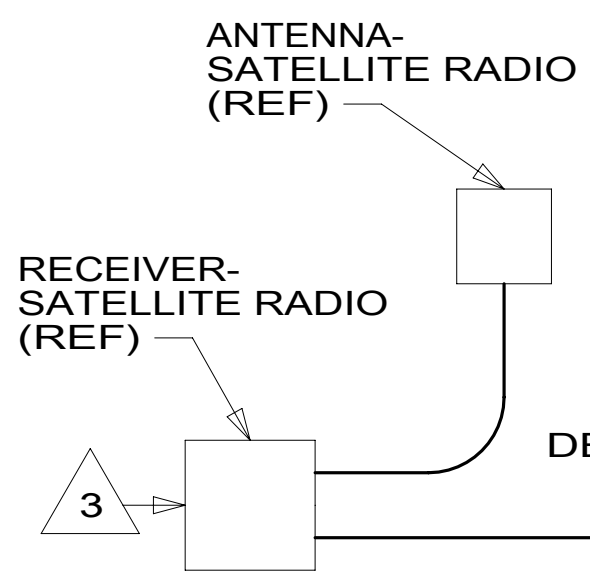 ANTENNA-
SATELLITE RADIO
(REF)
RECEIVER-
SATELLITE RADIO
(REF)
3